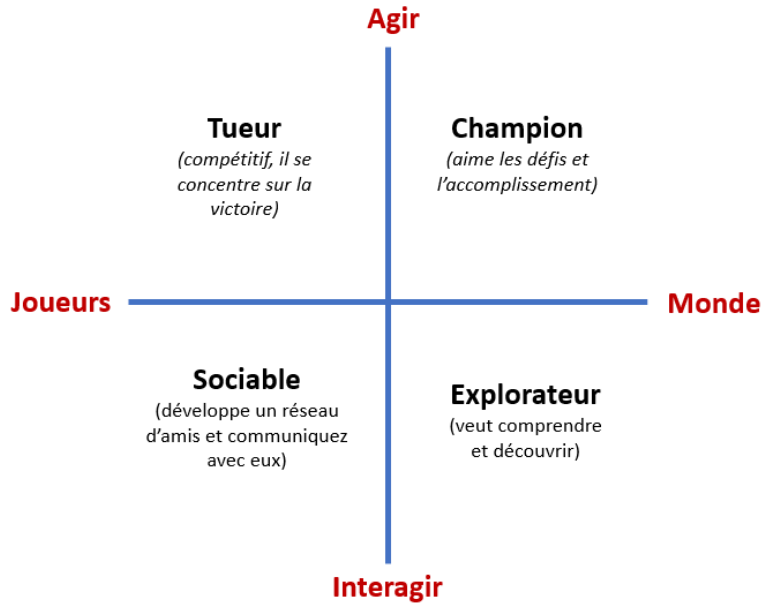 Agir
Tueur
(compétitif, il se
concentre sur la
victoire)
Champion
(aime les défis et
l'accomplissement)
Joueurs
Monde
Sociable
(développe un réseau
d'amis et communiquez
avec eux)
Explorateur
(veut comprendre
et découvrir)
Interagir